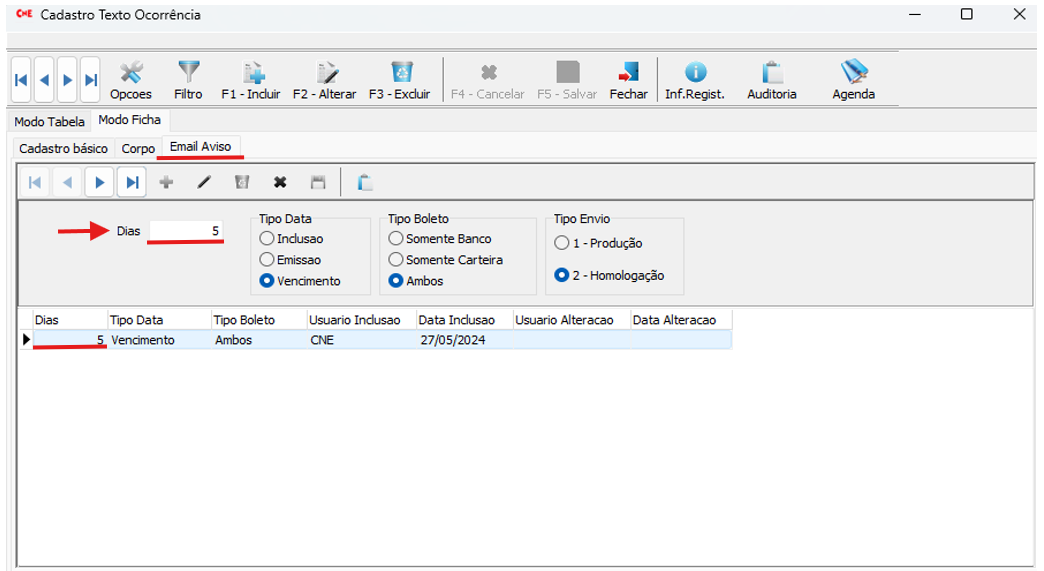 CNE Cadastro Texto Ocorrência
Opcoes Filtro F1 - Incluir F2 - Alterar F3 - Excluir F4 - Cancelar F5 - Salvar Fechar Inf.Regist. Auditoria Agenda
Modo Tabela Modo Ficha
Cadastro básico Corpo Email Aviso
Tipo Data Tipo Boleto Tipo Envio
Dias 5 Inclusao Somente Banco 1 - Produção
Emissao Somente Carteira
Vencimento Ambos 2 - Homologação
Dias Tipo Data Tipo Boleto Usuario Inclusao Data Inclusao Usuario Alteracao Data Alteracao
5 Vencimento Ambos CNE 27/05/2024